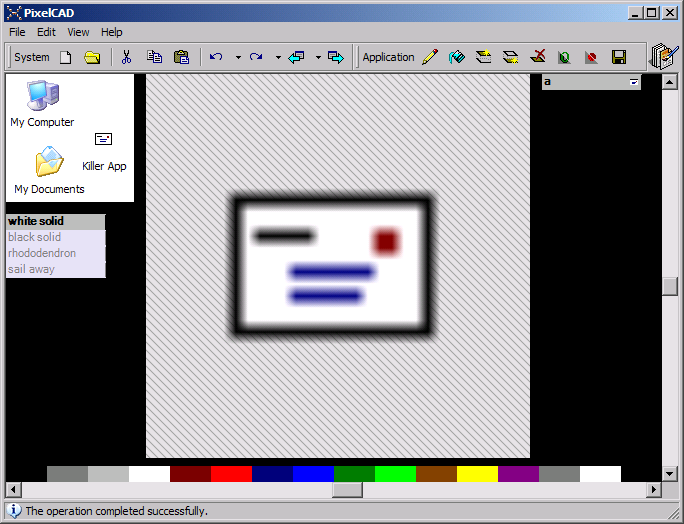 PixelCAD
File Edit View Help
System Application
My Computer
Killer App
My Documents
white solid
black solid
rhododendron
sail away
a
The operation completed successfully.